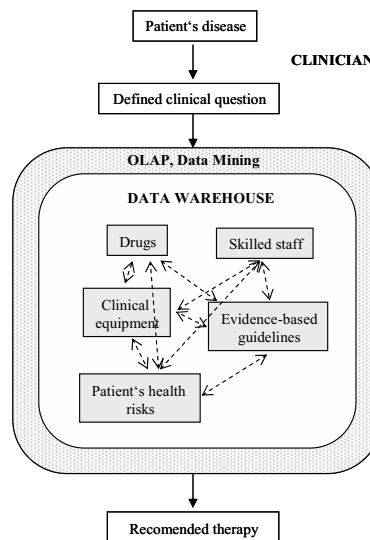 Patient‘s disease
CLINICIAN
Defined clinical question
OLAP, Data Mining
DATA WAREHOUSE
Drugs
Skilled staff
Clinical
equipment
Evidence-based
guidelines
Patient‘s health
risks
Recomended therapy